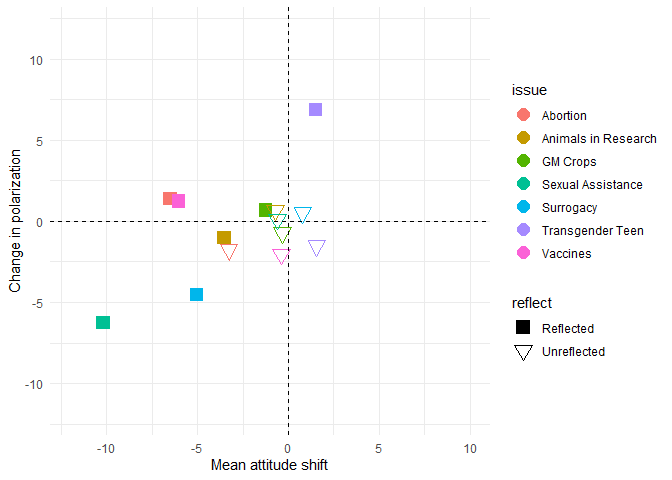 10
5
0
-5
-10
Change in polarization
-10
-5
0
5
10
Mean attitude shift
issue
Abortion
Animals in Research
GM Crops
Sexual Assistance
Surrogacy
Transgender Teen
Vaccines
reflect
Reflected
Unreflected